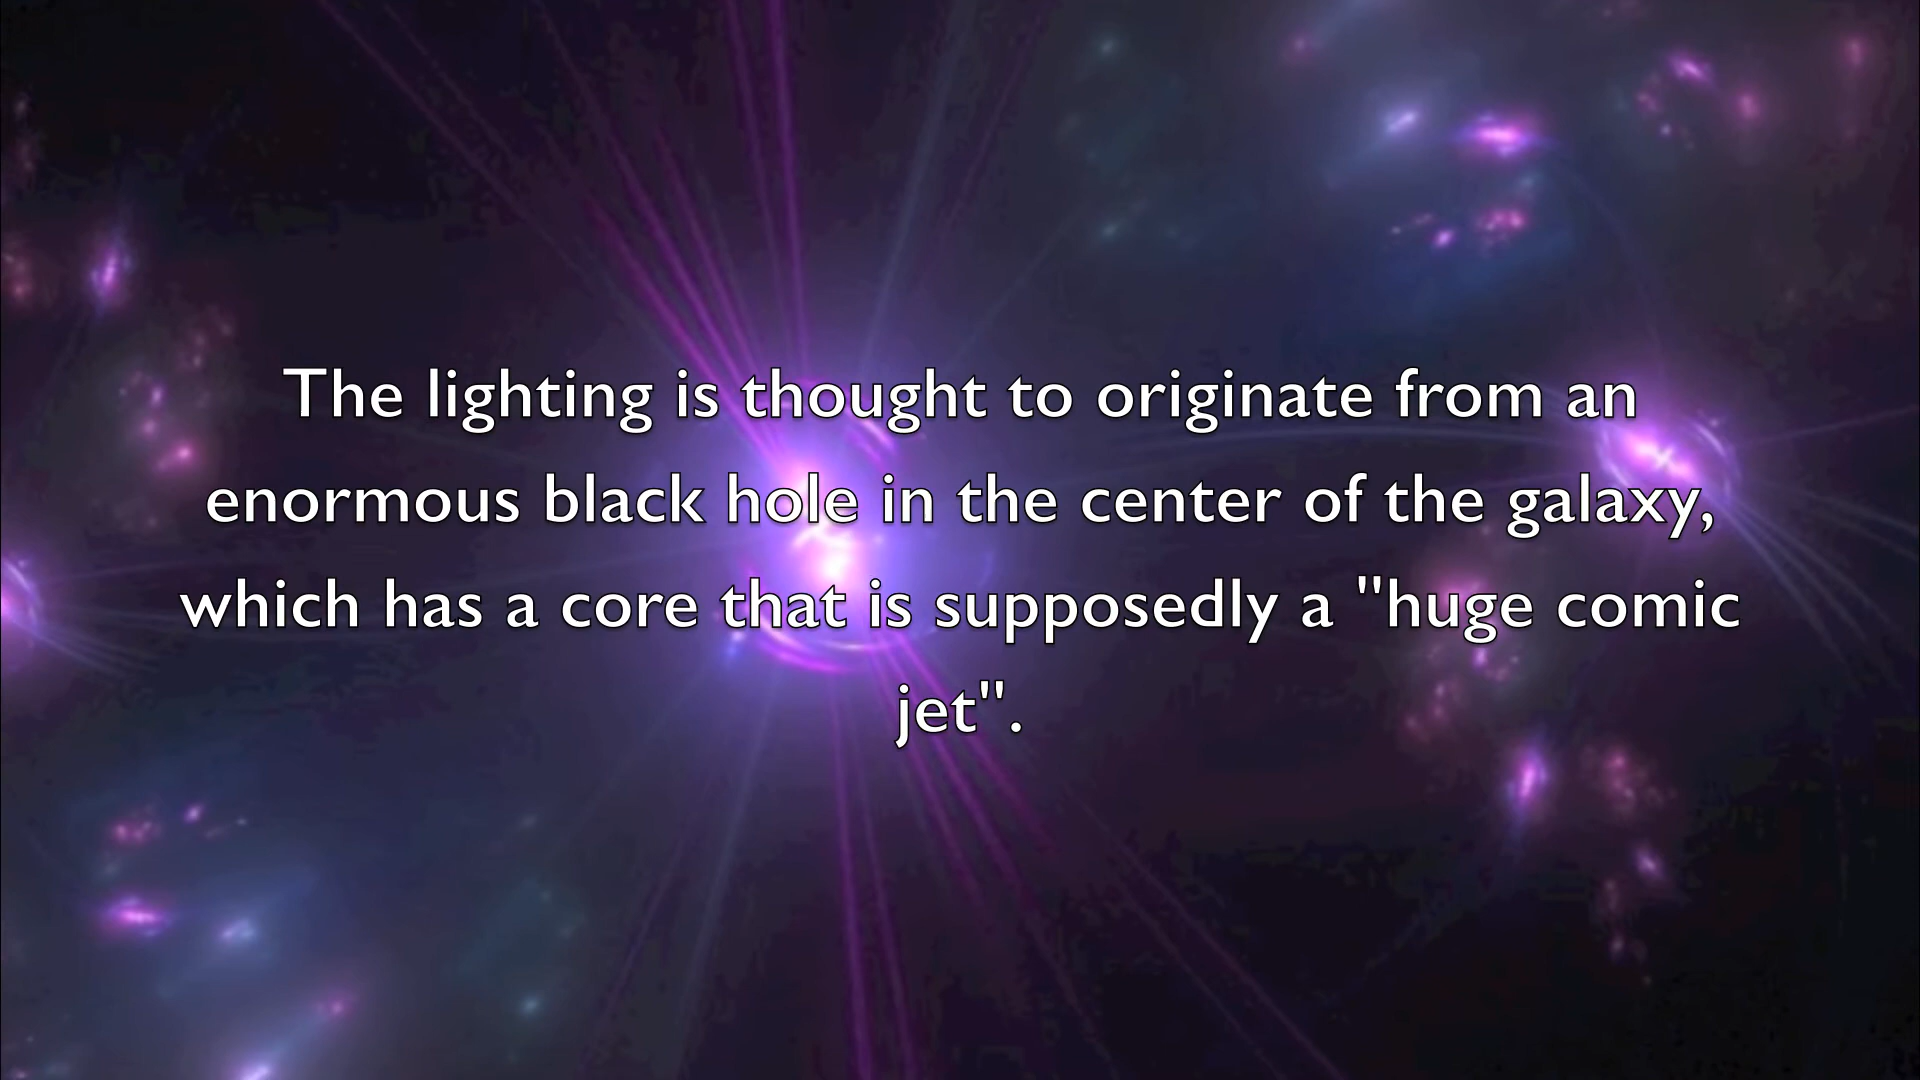 The lighting is thought to originate from an
enormous black hole in the center of the galaxy,
which has a core that is supposedly a "huge comic
jet".